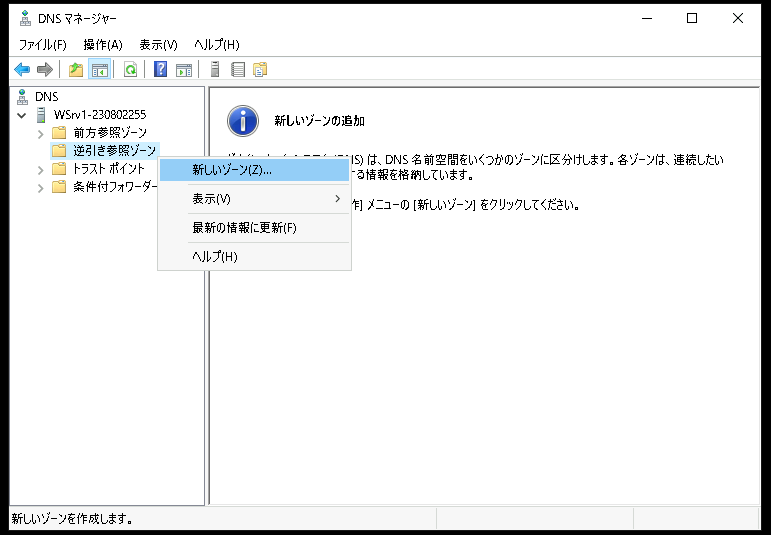 DNS マネージャー
ファイル(F) 操作(A) 表示(V) ヘルプ(H)
DNS
WSrv1-230802255
前方参照ゾーン
逆引き参照ゾーン
トラスト ポイント
条件付フォワーダー
新しいゾーン(Z)...
表示(V)
最新の情報に更新(F)
ヘルプ(H)
新しいゾーンの追加
は、DNS 名前空間をいくつかのゾーンに区分けします。各ゾーンは、連続したい
する情報を格納しています。
作] メニューの [新しいゾーン] をクリックしてください。
新しいゾーンを作成します。